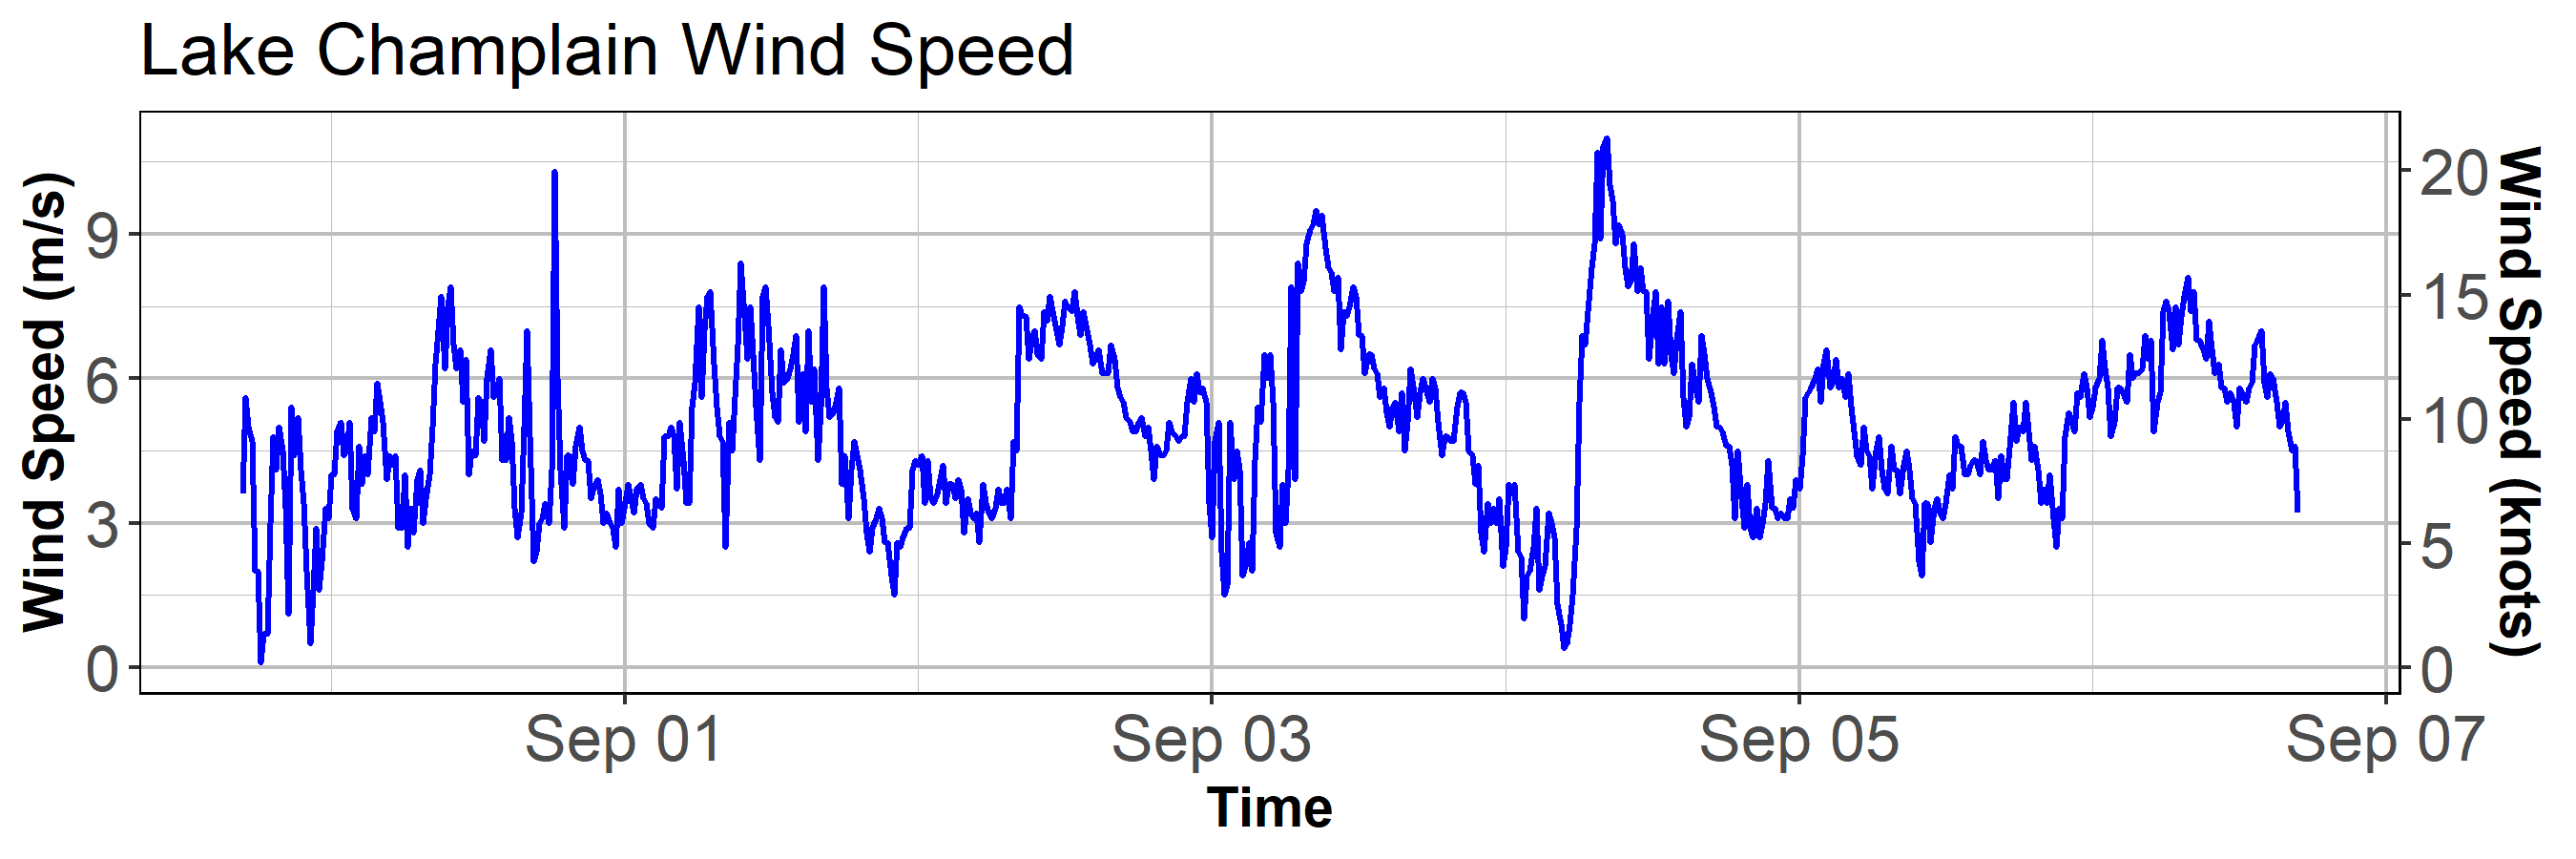 Lake Champlain Wind Speed
Wind Speed (m/s)
9
6
3
0
20
15
10
5
0
Wind Speed (knots)
Sep 01
Sep 03
Sep 05
Sep 07
Time